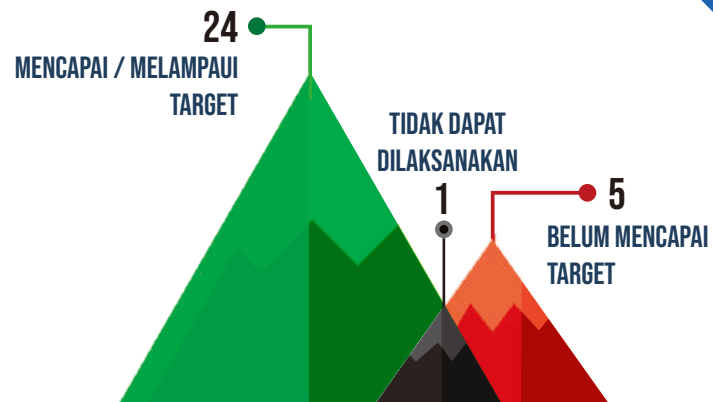 24
MENCAPAI / MELAMPAUI
TARGET
TIDAK DAPAT
DILAKSANAKAN
1
5
BELUM MENCAPAI
TARGET